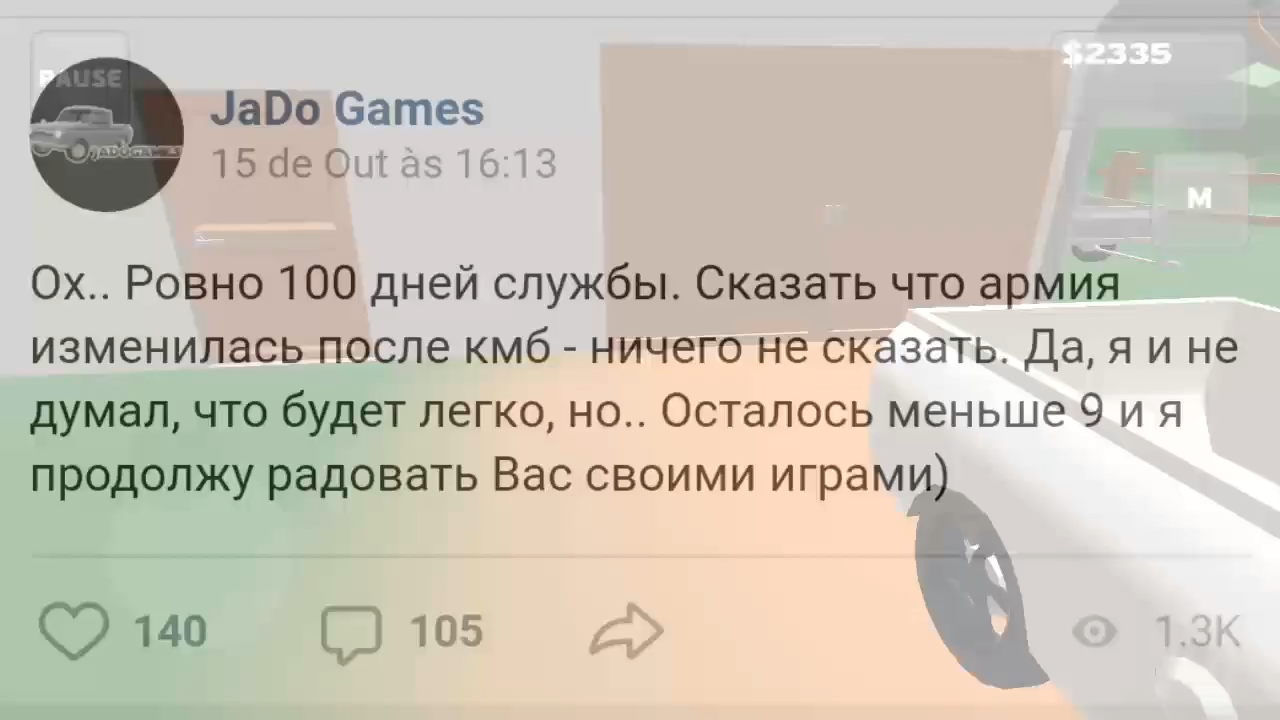 PAUSE
$2335
JADOGAMES
JaDo Games
15 de Out às 16:13
M
Ох.. Ровно 100 дней службы. Сказать что армия
изменилась после кмб - ничего не сказать. Да, я и не
думал, что будет легко, но.. Осталось меньше 9 и я
продолжу радовать Вас своими играми)
140
105
1.3K